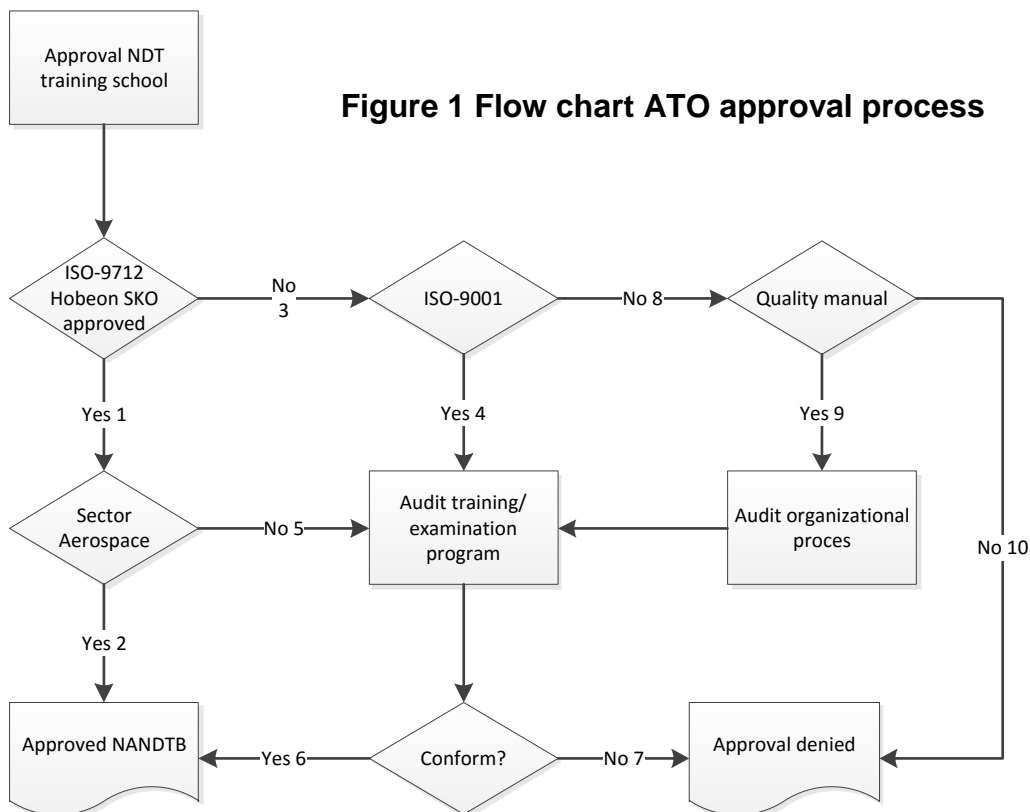 Approval NDT
training school
Figure 1 Flow chart ATO approval process
ISO-9712
Hobeon SKO
approved
No
3
ISO-9001
No 8
Quality manual
Yes 1
Yes 4
Yes 9
Sector
Aerospace
No 5
Audit training/
examination
program
Audit organizational
proces
No 10
Yes 2
Approved NANDTB
Yes 6
Conform?
No 7
Approval denied